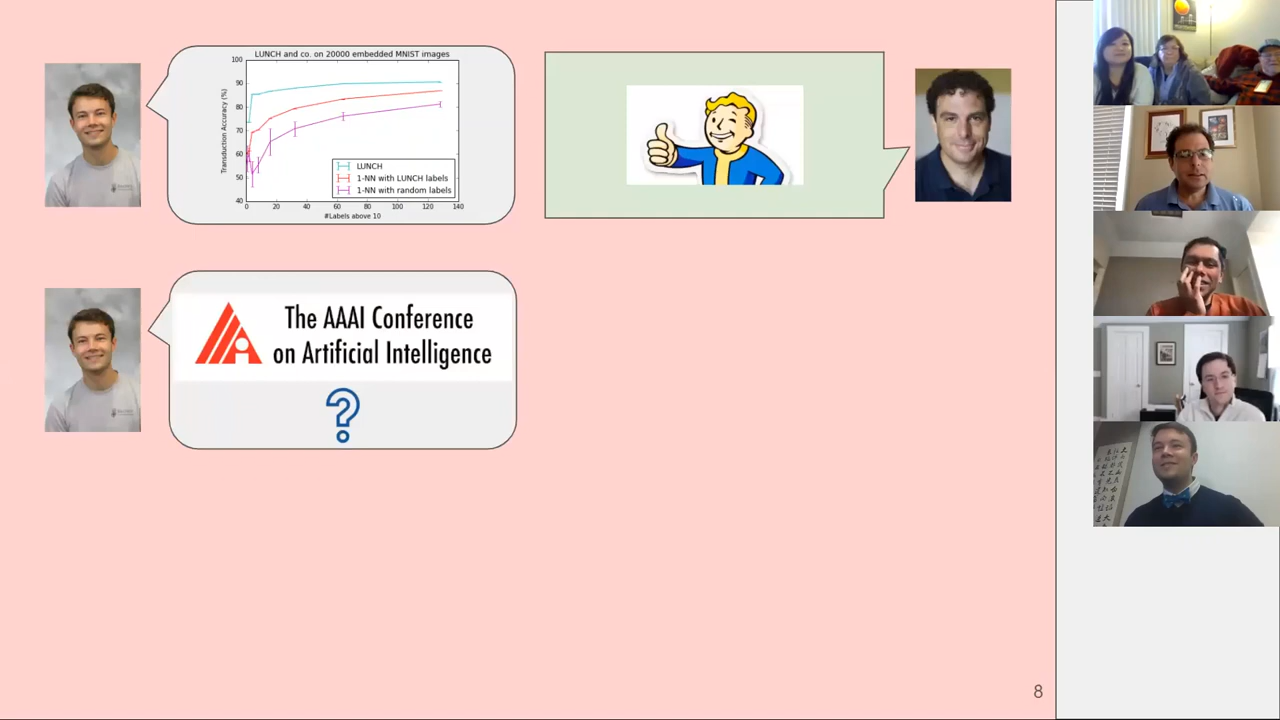 LUNCH and co. on 20000 embedded MNIST images
100
90
80
70
60
50
40
Transduction Accuracy (%)
LUNCH
1-NN with LUNCH labels
1-NN with random labels
0 20 40 60 80 100 120 140
#Labels above 10
The AAAI Conference
on Artificial Intelligence
?
8